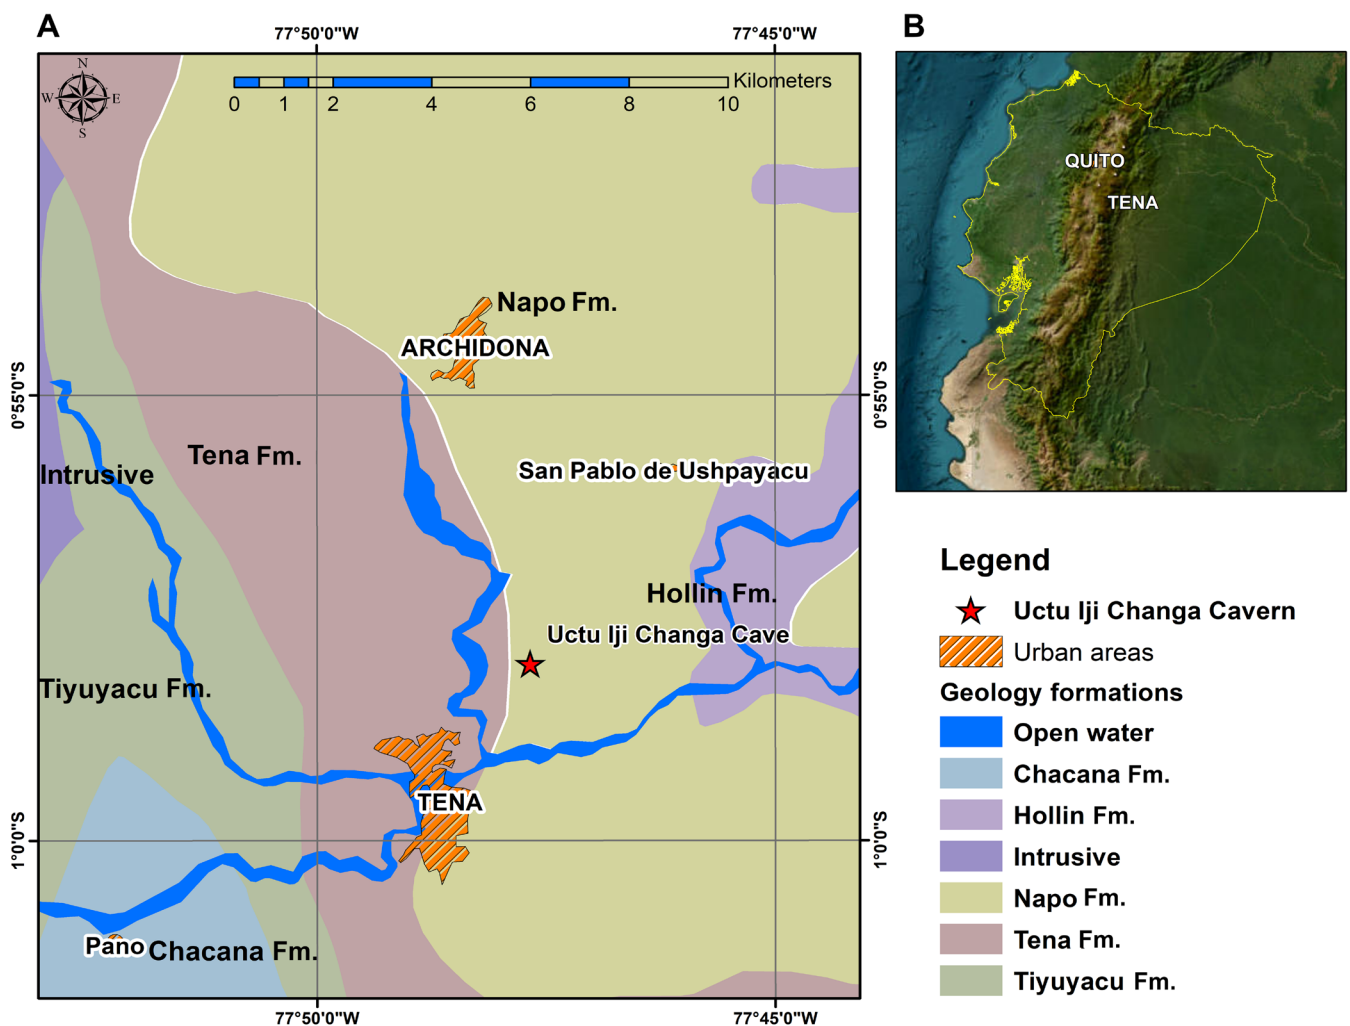 A
77°50'0"W
77°45'0"W
B
N
W
E
S
Kilometers
0
1
2
4
6
8
10
QUITO
TENA
Napo Fm.
ARCHIDONA
0°55'0"S
0°55'0"S
Tena Fm.
Intrusive
San Pablo de Ushpayacu
Hollin Fm.
Uctu Iji Changa Cave
Tiyuyacu Fm.
TENA
1°0'0"S
1°0'0"S
Pano
Chacana Fm.
77°50'0"W
77°45'0"W
Legend
Uctu Iji Changa Cavern
Urban areas
Geology formations
Open water
Chacana Fm.
Hollin Fm.
Intrusive
Napo Fm.
Tena Fm.
Tiyuyacu Fm.